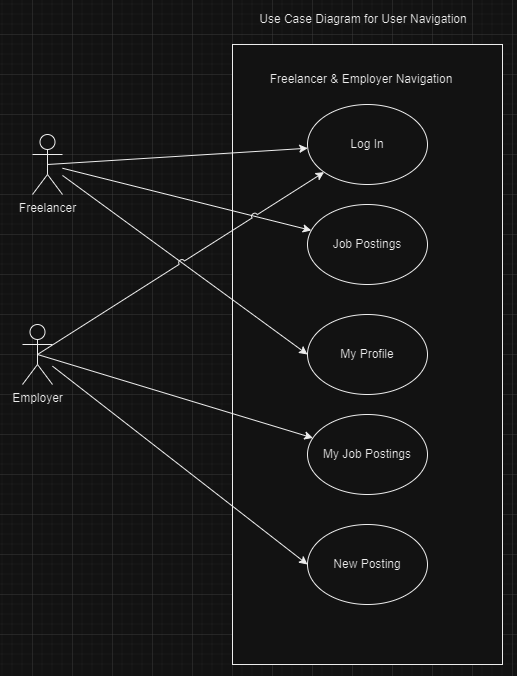 Use Case Diagram for User Navigation
Freelancer & Employer Navigation
Log In
Freelancer
Job Postings
My Profile
Employer
My Job Postings
New Posting